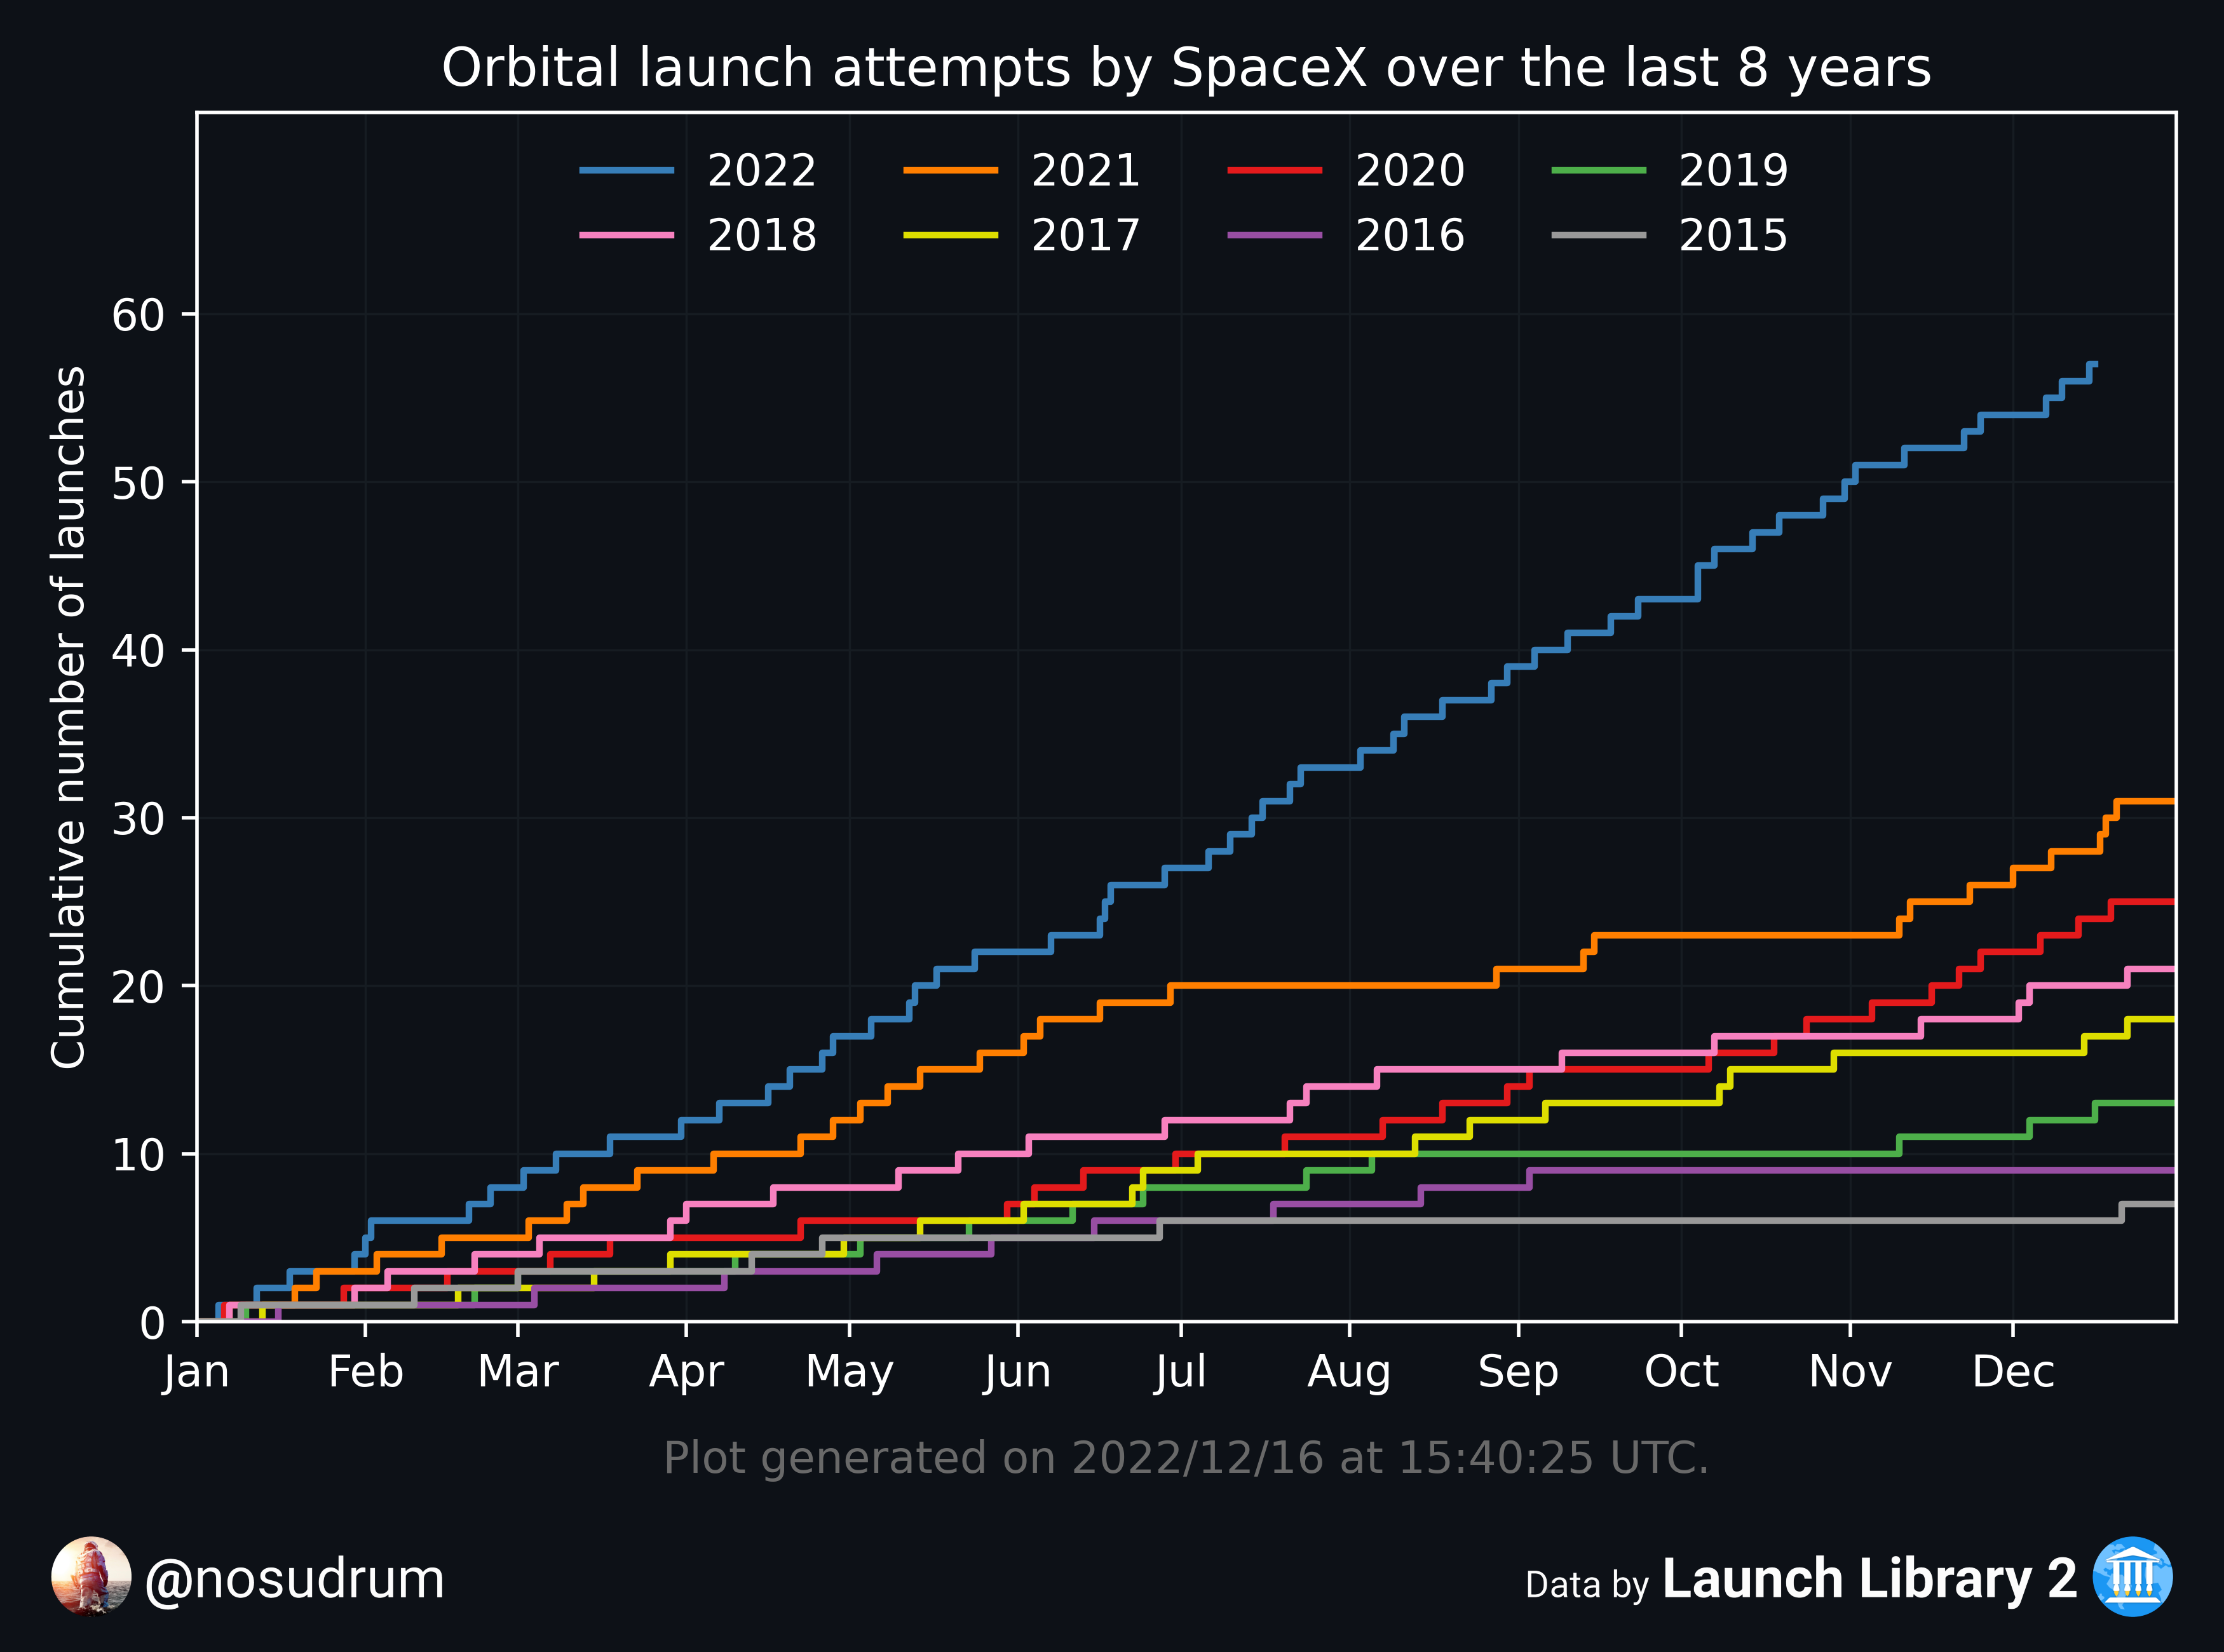 Orbital launch attempts by SpaceX over the last 8 years
2022 2021 2020 2019
2018 2017 2016 2015
Cumulative number of launches
60
50
40
30
20
10
0
Jan Feb Mar Apr May Jun Jul Aug Sep Oct Nov Dec
Plot generated on 2022/12/16 at 15:40:25 UTC.
@nosudrum
Data by Launch Library 2